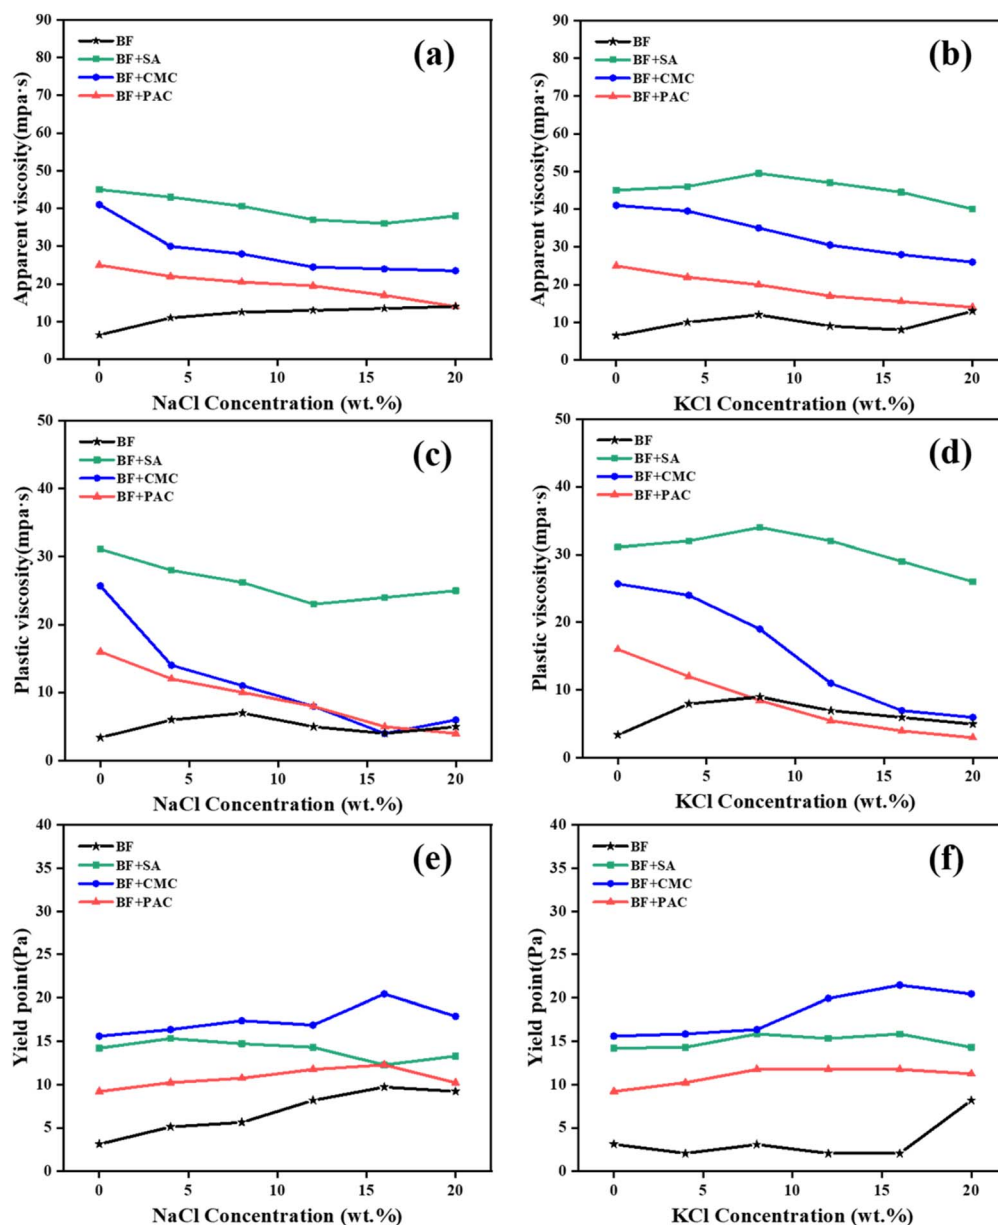 (a)
BF
BF+SA
BF+CMC
BF+PAC
Apparent viscosity(mpa·s)
90
80
70
60
50
40
30
20
10
0
0 5 10 15 20
NaCl Concentration (wt.%)
(b)
BF
BF+SA
BF+CMC
BF+PAC
Apparent viscosity(mpa·s)
90
80
70
60
50
40
30
20
10
0
0 5 10 15 20
KCl Concentration (wt.%)
(c)
BF
BF+SA
BF+CMC
BF+PAC
Plastic viscosity(mpa·s)
50
40
30
20
10
0
0 5 10 15 20
NaCl Concentration (wt.%)
(d)
BF
BF+SA
BF+CMC
BF+PAC
Plastic viscosity(mpa·s)
50
40
30
20
10
0
0 5 10 15 20
KCl Concentration (wt.%)
(e)
BF
BF+SA
BF+CMC
BF+PAC
Yield point(Pa)
40
35
30
25
20
15
10
5
0
0 5 10 15 20
NaCl Concentration (wt.%)
(f)
BF
BF+SA
BF+CMC
BF+PAC
Yield point(Pa)
40
35
30
25
20
15
10
5
0
0 5 10 15 20
KCl Concentration (wt.%)